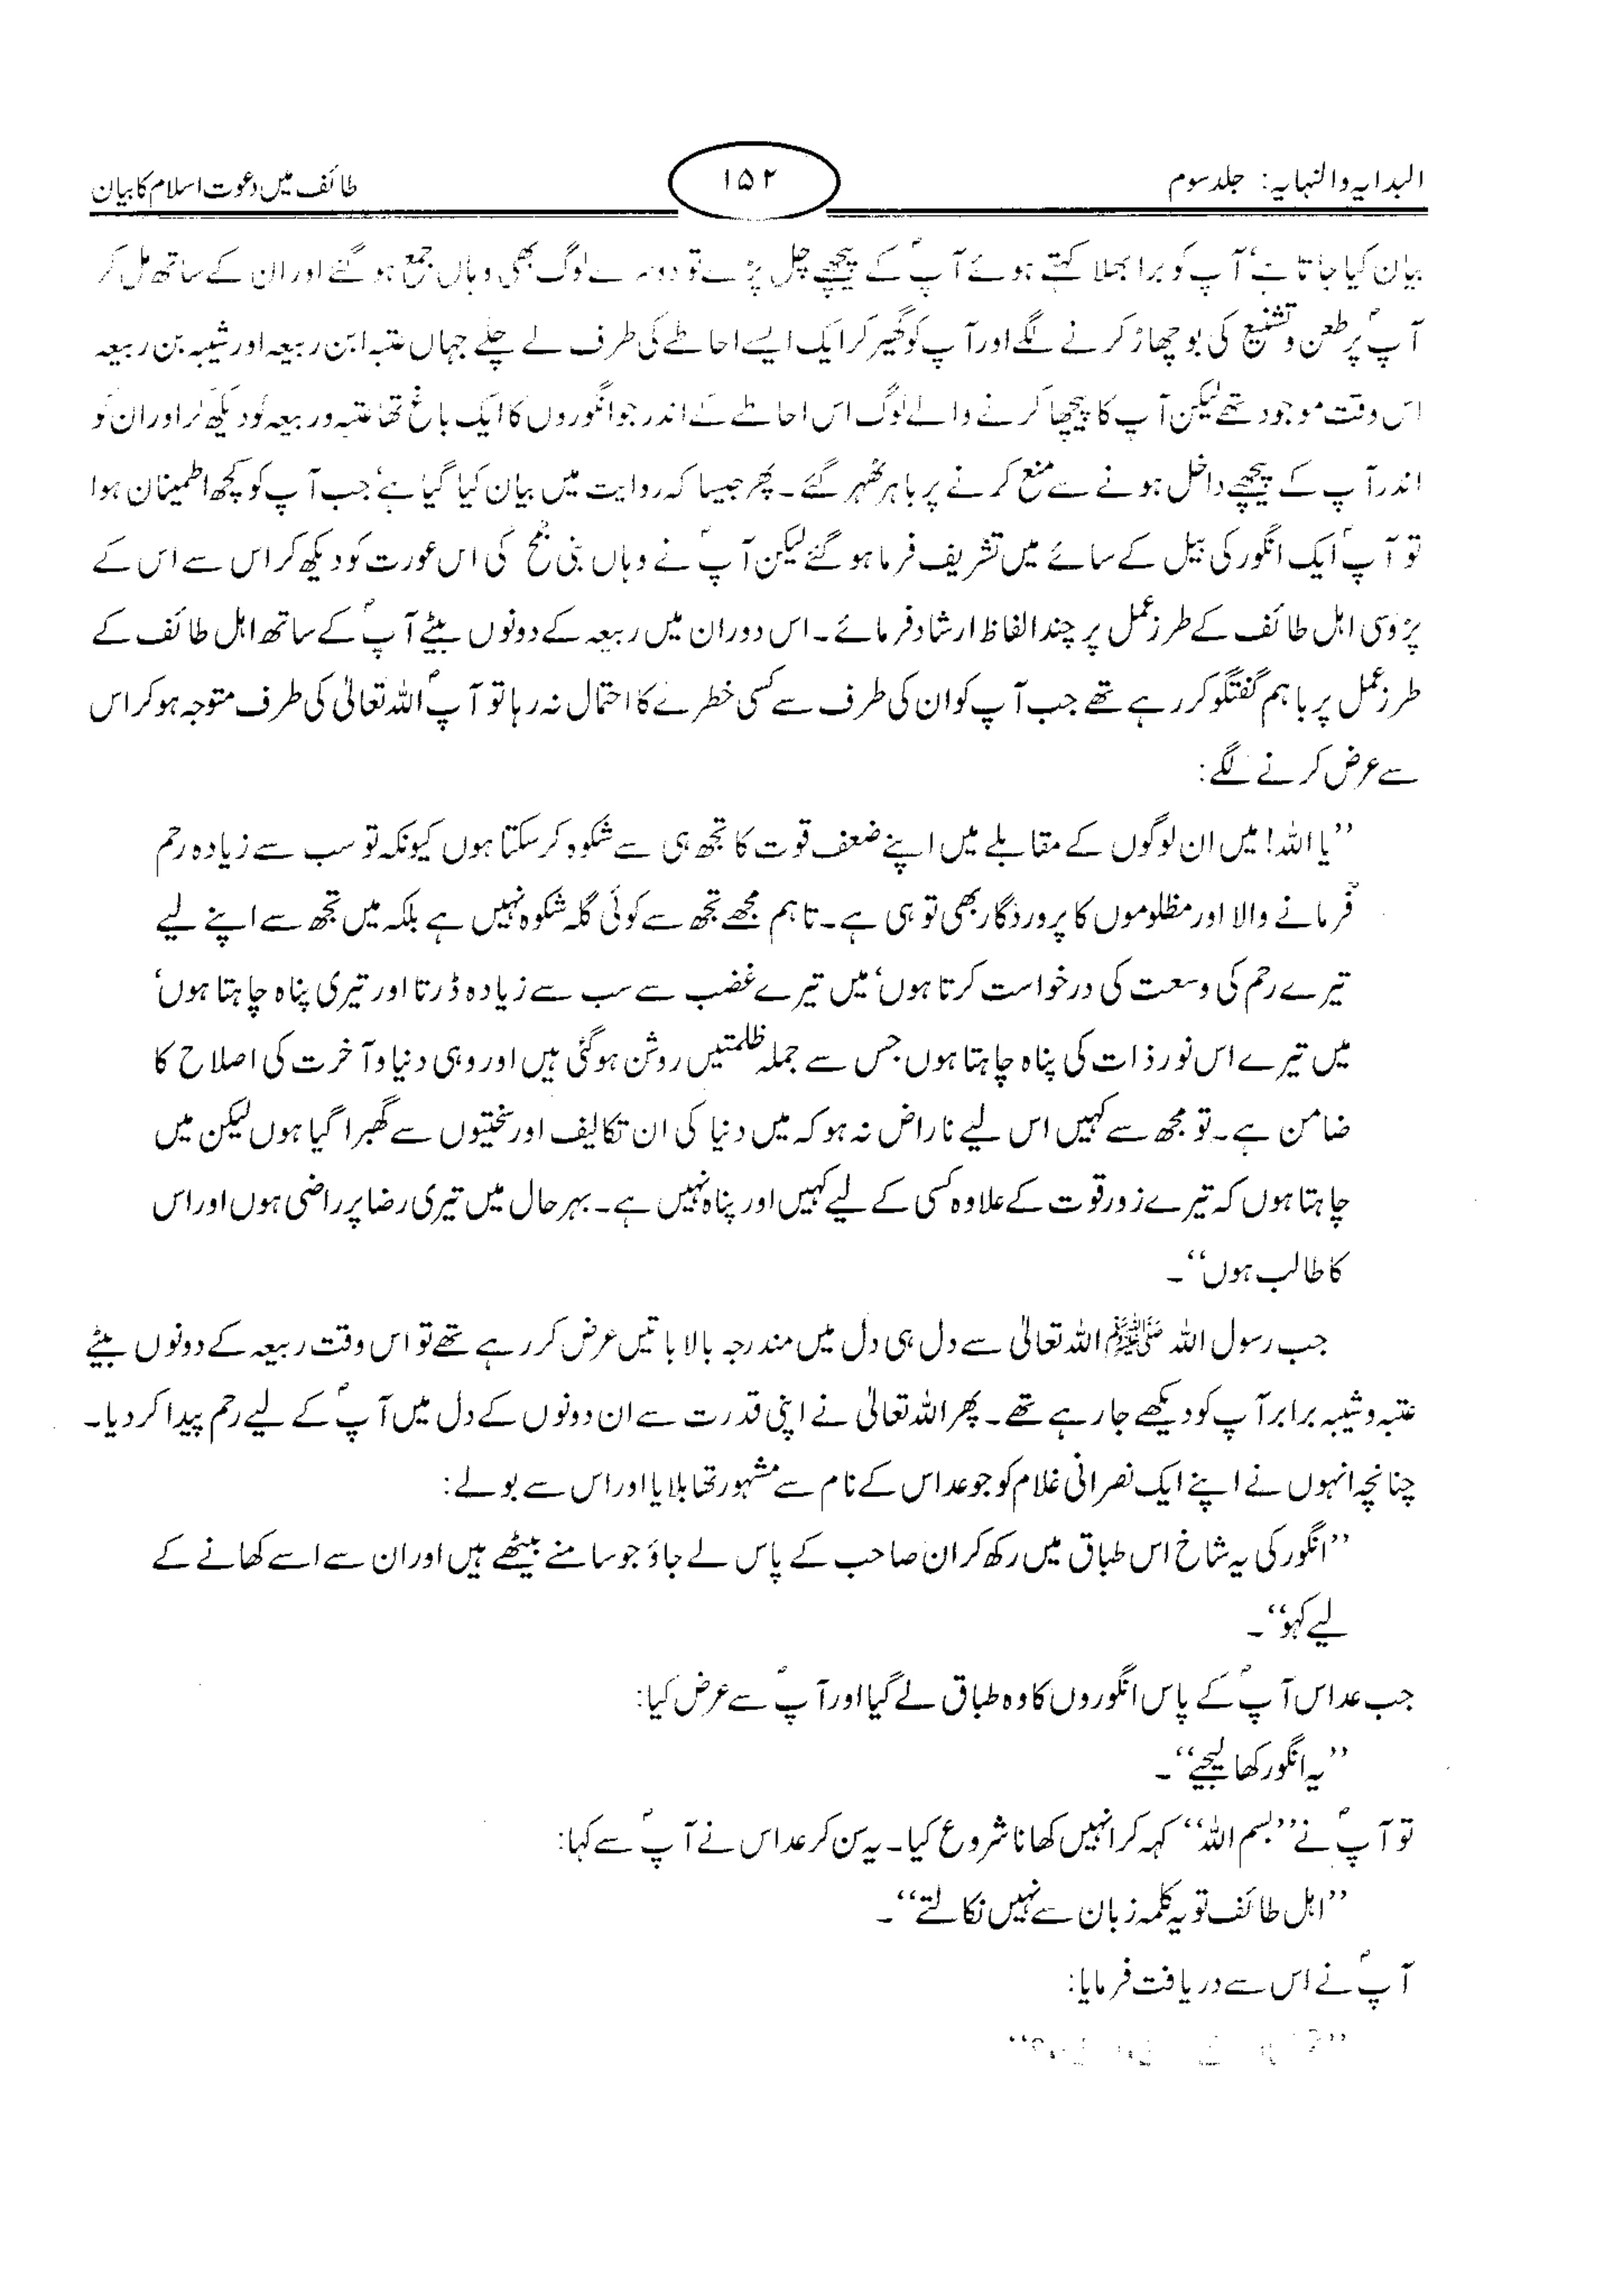 البدایہ والنہایہ: جلد سوم
۱۵۲
طائف میں دعوت اسلام کا بیان
بیان کیا جاتا ہے‘ آپ کو برا بھلا کہتے ہوئے آپؐ کے پیچھے چل پڑے تو دوسرے لوگ بھی وہاں جمع ہو گئے اور ان کے ساتھ مل کر
آپؐ پر طعن و تشنیع کی بوچھاڑ کرنے لگے اور آپ کو گھیر کر ایک ایسے احاطے کی طرف لے چلے جہاں عتبہ ابن ربیعہ اور شیبہ بن ربیعہ
اس وقت موجود تھے لیکن آپ کا پیچھا کرنے والے لوگ اس احاطے کے اندر جو انگوروں کا ایک باغ تھا عتبہ و ربیعہ کو دیکھ کر اور ان کو
اندر آپ کے پیچھے داخل ہونے سے منع کرنے پر باہر ٹھہر گئے۔ پھر جیسا کہ روایت میں بیان کیا گیا ہے‘ جب آپ کو کچھ اطمینان ہوا
تو آپؐ ایک انگور کی بیل کے سائے میں تشریف فرما ہو گئے لیکن آپؐ نے وہاں بنی جمح کی اس عورت کو دیکھ کر اس سے اس کے
پڑوسی اہل طائف کے طرز عمل پر چند الفاظ ارشاد فرمائے۔ اس دوران میں ربیعہ کے دونوں بیٹے آپؐ کے ساتھ اہل طائف کے
طرز عمل پر باہم گفتگو کر رہے تھے جب آپ کو ان کی طرف سے کسی خطرے کا احتمال نہ رہا تو آپؐ اللہ تعالیٰ کی طرف متوجہ ہو کر اس
سے عرض کرنے لگے:
’’یا اللہ! میں ان لوگوں کے مقابلے میں اپنے ضعف قوت کا تجھ ہی سے شکوہ کر سکتا ہوں کیونکہ تو سب سے زیادہ رحم
فرمانے والا اور مظلوموں کا پروردگار بھی تو ہی ہے۔ تاہم مجھے تجھ سے کوئی گلہ شکوہ نہیں ہے بلکہ میں تجھ سے اپنے لیے
تیرے رحم کی وسعت کی درخواست کرتا ہوں‘ میں تیرے غضب سے سب سے زیادہ ڈرتا اور تیری پناہ چاہتا ہوں‘
میں تیرے اس نور ذات کی پناہ چاہتا ہوں جس سے جملہ ظلمتیں روشن ہو گئی ہیں اور وہی دنیا و آخرت کی اصلاح کا
ضامن ہے۔ تو مجھ سے کہیں اس لیے ناراض نہ ہو کہ میں دنیا کی ان تکالیف اور سختیوں سے گھبرا گیا ہوں لیکن میں
چاہتا ہوں کہ تیرے زور قوت کے علاوہ کسی کے لیے کہیں اور پناہ نہیں ہے۔ بہر حال میں تیری رضا پر راضی ہوں اور اس
کا طالب ہوں‘‘۔
جب رسول اللہ ﷺ اللہ تعالیٰ سے دل ہی دل میں مندرجہ بالا باتیں عرض کر رہے تھے تو اس وقت ربیعہ کے دونوں بیٹے
عتبہ و شیبہ برابر آپ کو دیکھے جا رہے تھے۔ پھر اللہ تعالیٰ نے اپنی قدرت سے ان دونوں کے دل میں آپؐ کے لیے رحم پیدا کر دیا۔
چنانچہ انہوں نے اپنے ایک نصرانی غلام کو جو عداس کے نام سے مشہور تھا بلایا اور اس سے بولے:
’’انگور کی یہ شاخ اس طباق میں رکھ کر ان صاحب کے پاس لے جاؤ جو سامنے بیٹھے ہیں اور ان سے اسے کھانے کے
لیے کہو‘‘۔
جب عداس آپؐ کے پاس انگوروں کا وہ طباق لے گیا اور آپؐ سے عرض کیا:
’’یہ انگور کھا لیجیے‘‘۔
تو آپؐ نے ’’بسم اللہ‘‘ کہہ کر انہیں کھانا شروع کیا۔ یہ سن کر عداس نے آپؐ سے کہا:
’’اہل طائف تو یہ کلمہ زبان سے نہیں نکالتے‘‘۔
آپؐ نے اس سے دریافت فرمایا: